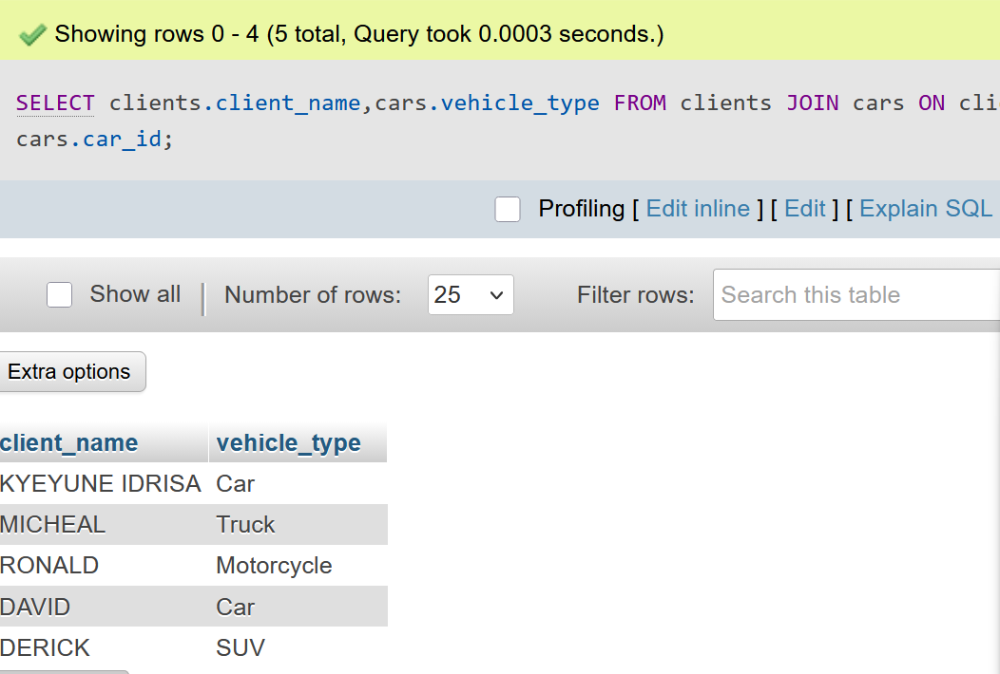 Showing rows 0 - 4 (5 total, Query took 0.0003 seconds.)
SELECT clients.client_name,cars.vehicle_type FROM clients JOIN cars ON cli
cars.car_id;
Profiling [ Edit inline ] [ Edit ] [ Explain SQL
Show all | Number of rows: 25 Filter rows: Search this table
Extra options
client_name vehicle_type
KYEYUNE IDRISA Car
MICHEAL Truck
RONALD Motorcycle
DAVID Car
DERICK SUV